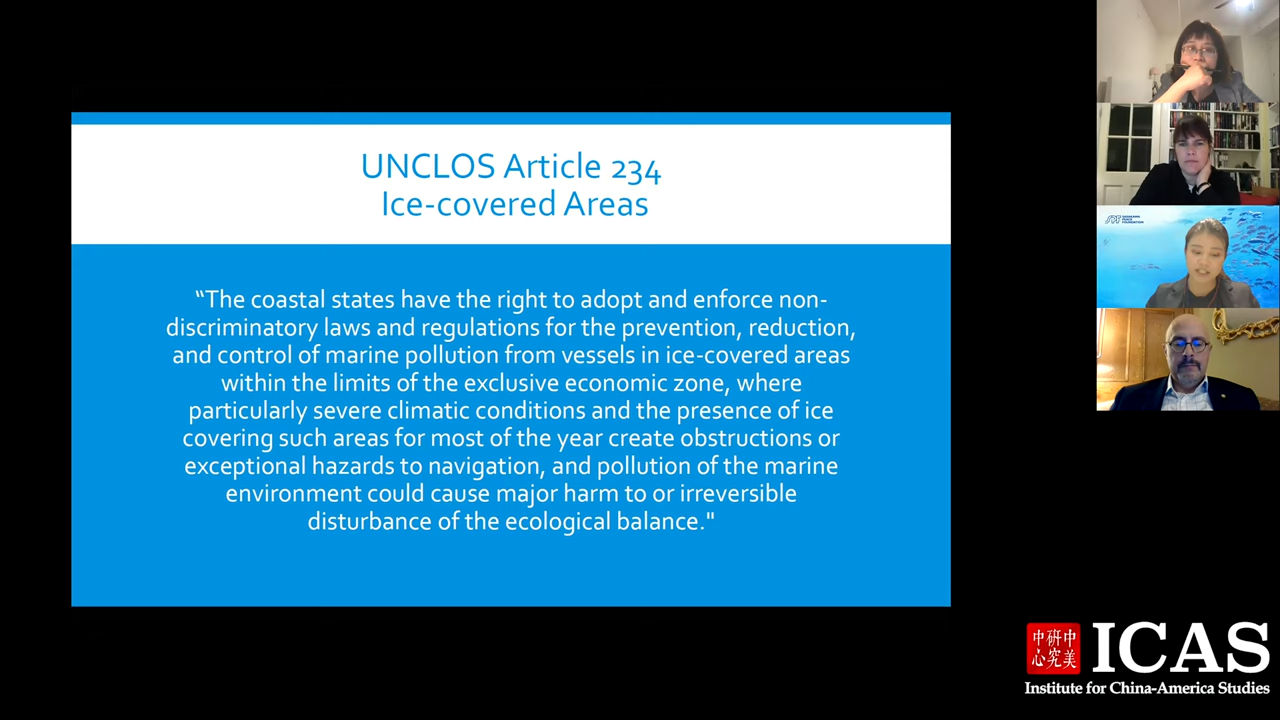 UNCLOS Article 234
Ice-covered Areas
“The coastal states have the right to adopt and enforce non-
discriminatory laws and regulations for the prevention, reduction,
and control of marine pollution from vessels in ice-covered areas
within the limits of the exclusive economic zone, where
particularly severe climatic conditions and the presence of ice
covering such areas for most of the year create obstructions or
exceptional hazards to navigation, and pollution of the marine
environment could cause major harm to or irreversible
disturbance of the ecological balance."
SASAKAWA
PEACE
FOUNDATION
中研中
心究美
ICAS
Institute for China-America Studies